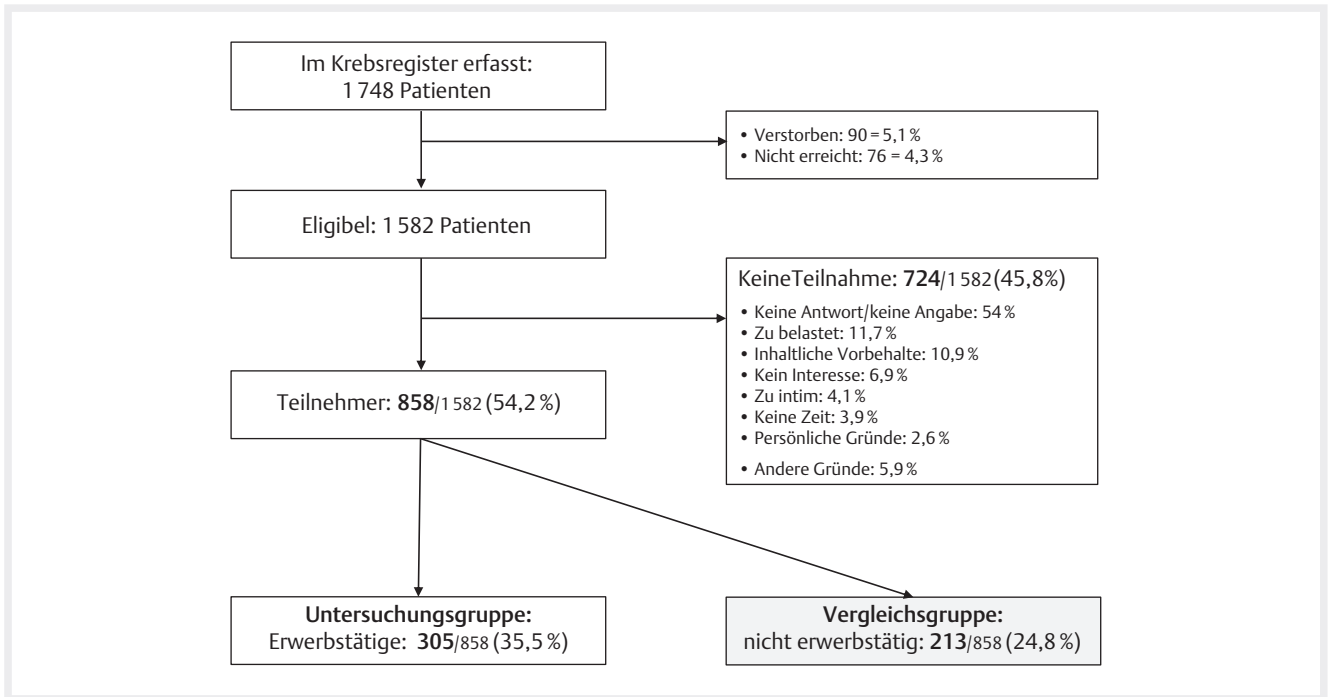 Im Krebsregister erfasst:
1 748 Patienten
• Verstorben: 90 = 5,1 %
• Nicht erreicht: 76 = 4,3 %
Eligibel: 1 582 Patienten
KeineTeilnahme: 724/1 582 (45,8%)
• Keine Antwort/keine Angabe: 54 %
• Zu belastet: 11,7 %
• Inhaltliche Vorbehalte: 10,9 %
• Kein Interesse: 6,9 %
• Zu intim: 4,1 %
• Keine Zeit: 3,9 %
• Persönliche Gründe: 2,6 %
• Andere Gründe: 5,9 %
Teilnehmer: 858/1 582 (54,2 %)
Untersuchungsgruppe:
Erwerbstätige: 305/858 (35,5 %)
Vergleichsgruppe:
nicht erwerbstätig: 213/858 (24,8 %)